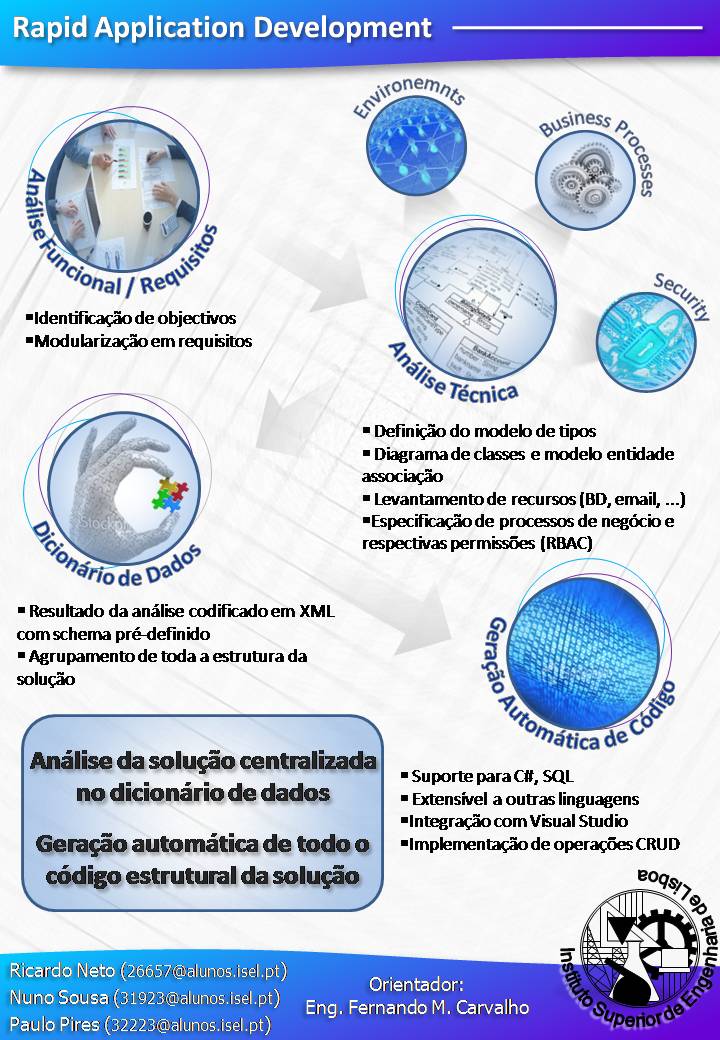 Rapid Application Development
Environemnts
Business Processes
Security
Análise Funcional / Requisitos
▪Identificação de objectivos
▪Modularização em requisitos
Análise Técnica
▪ Definição do modelo de tipos
▪ Diagrama de classes e modelo entidade
associação
▪ Levantamento de recursos (BD, email, ...)
▪Especificação de processos de negócio e
respectivas permissões (RBAC)
Dicionário de Dados
▪ Resultado da análise codificado em XML
com schema pré-definido
▪ Agrupamento de toda a estrutura da
solução
Geração Automática de Código
▪ Suporte para C#, SQL
▪ Extensível a outras linguagens
▪Integração com Visual Studio
▪Implementação de operações CRUD
Análise da solução centralizada
no dicionário de dados
Geração automática de todo o
código estrutural da solução
Ricardo Neto (26657@alunos.isel.pt)
Nuno Sousa (31923@alunos.isel.pt)
Paulo Pires (32223@alunos.isel.pt)
Orientador:
Eng. Fernando M. Carvalho
Instituto Superior de Engenharia de Lisboa